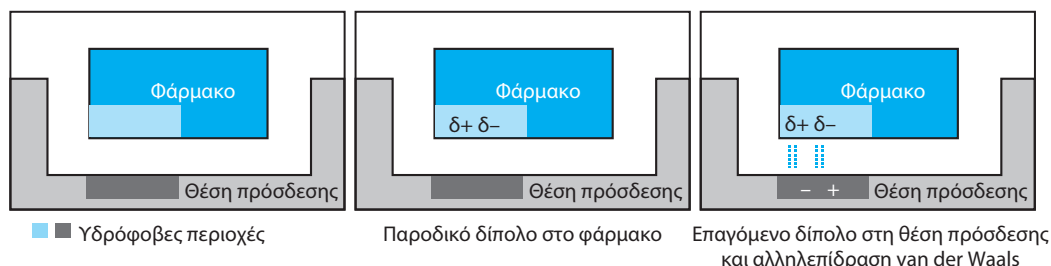 Φάρμακο
Θέση πρόσδεσης
Υδρόφοβες περιοχές
Φάρμακο
δ+ δ–
Θέση πρόσδεσης
Παροδικό δίπολο στο φάρμακο
Φάρμακο
δ+ δ–
– +
Θέση πρόσδεσης
Επαγόμενο δίπολο στη θέση πρόσδεσης
και αλληλεπίδραση van der Waals